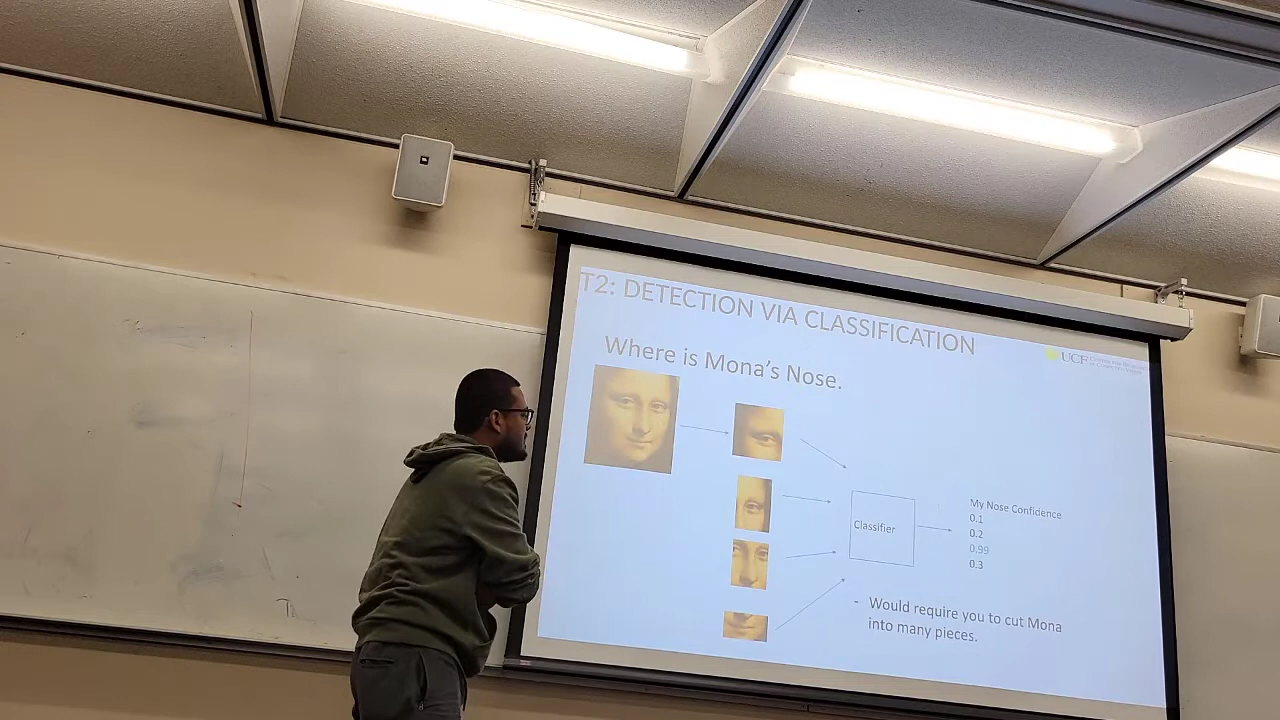 T2: DETECTION VIA CLASSIFICATION
UCF
Where is Mona's Nose.
Classifier
My Nose Confidence
0.1
0.2
0.99
0.3
- Would require you to cut Mona
into many pieces.